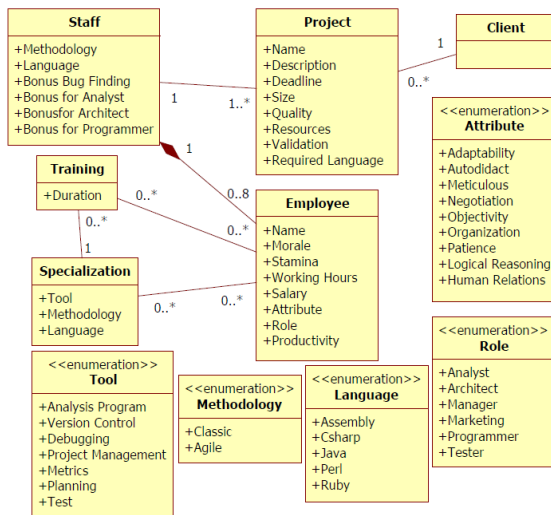 Staff
+Methodology
+Language
+Bonus Bug Finding
+Bonus for Analyst
+Bonusfor Architect
+Bonus for Programmer
1
1..*
1
Project
+Name
+Description
+Deadline
+Size
+Quality
+Resources
+Validation
+Required Language
1
0..*
Client
<<enumeration>>
Attribute
+Adaptability
+Autodidact
+Meticulous
+Negotiation
+Objectivity
+Organization
+Patience
+Logical Reasoning
+Human Relations
Training
+Duration
0..*
0..*
1
0..8
0..*
Employee
+Name
+Morale
+Stamina
+Working Hours
+Salary
+Attribute
+Role
+Productivity
Specialization
+Tool
+Methodology
+Language
0..*
0..*
<<enumeration>>
Tool
+Analysis Program
+Version Control
+Debugging
+Project Management
+Metrics
+Planning
+Test
<<enumeration>>
Methodology
+Classic
+Agile
<<enumeration>>
Language
+Assembly
+Csharp
+Java
+Perl
+Ruby
<<enumeration>>
Role
+Analyst
+Architect
+Manager
+Marketing
+Programmer
+Tester